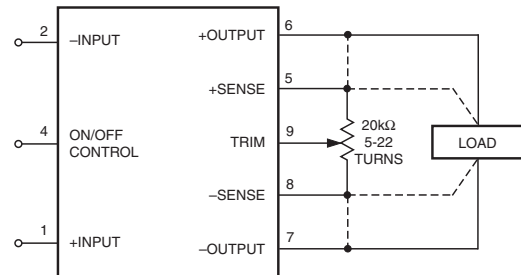 2
–INPUT
+OUTPUT
6
+SENSE
5
4
ON/OFF
CONTROL
TRIM
9
20kΩ
5-22
TURNS
LOAD
–SENSE
8
1
+INPUT
–OUTPUT
7